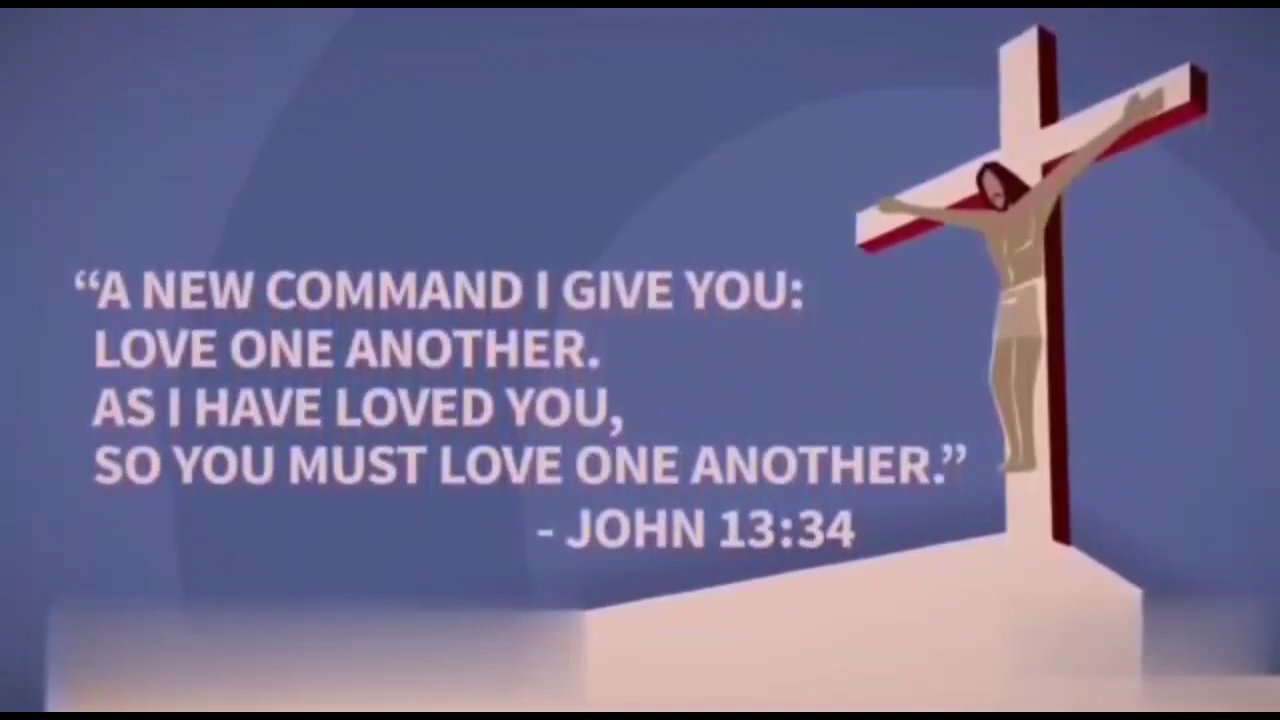 “A NEW COMMAND I GIVE YOU:
LOVE ONE ANOTHER.
AS I HAVE LOVED YOU,
SO YOU MUST LOVE ONE ANOTHER.”
- JOHN 13:34